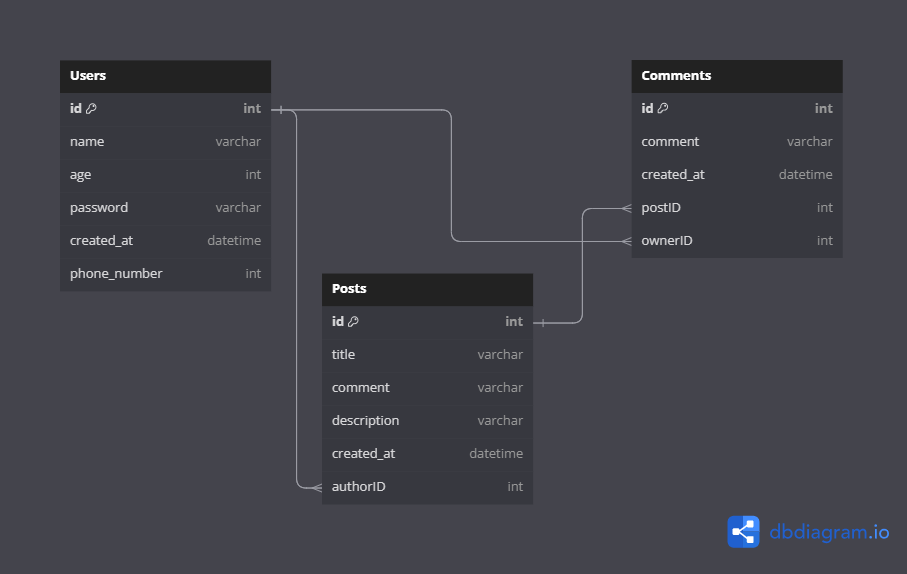 Users
id int
name varchar
age int
password varchar
created_at datetime
phone_number int
Comments
id int
comment varchar
created_at datetime
postID int
ownerID int
Posts
id int
title varchar
comment varchar
description varchar
created_at datetime
authorID int
dbdiagram.io